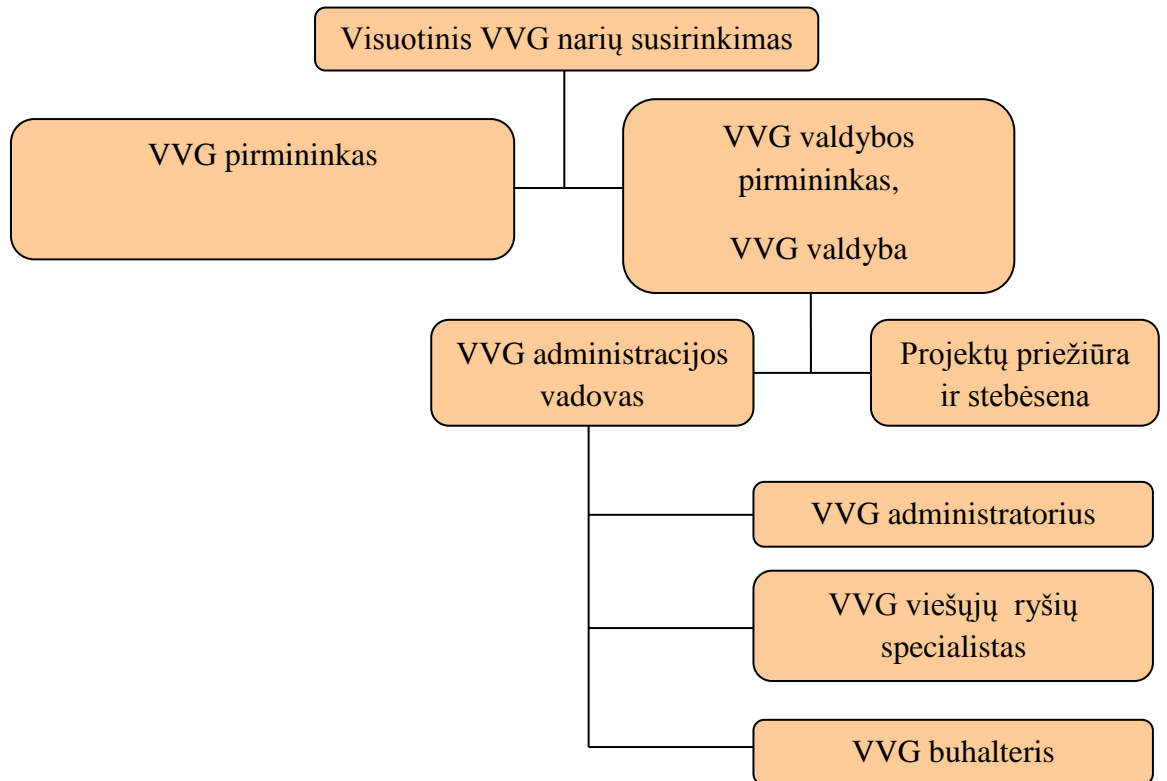 Visuotinis VVG narių susirinkimas
VVG pirmininkas
VVG valdybos
pirmininkas,
VVG valdyba
VVG administracijos
vadovas
Projektų priežiūra
ir stebėsena
VVG administratorius
VVG viešųjų ryšių
specialistas
VVG buhalteris